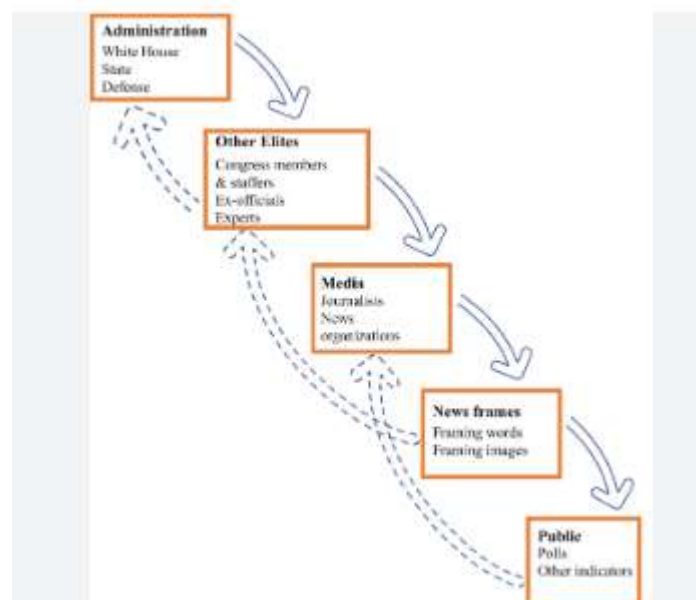 Administration
White House
State
Defense
Other Elites
Congress members
& staffers
Ex-officials
Experts
Media
Journalists
News
organizations
News frames
Framing words
Framing images
Public
Polls
Other indicators